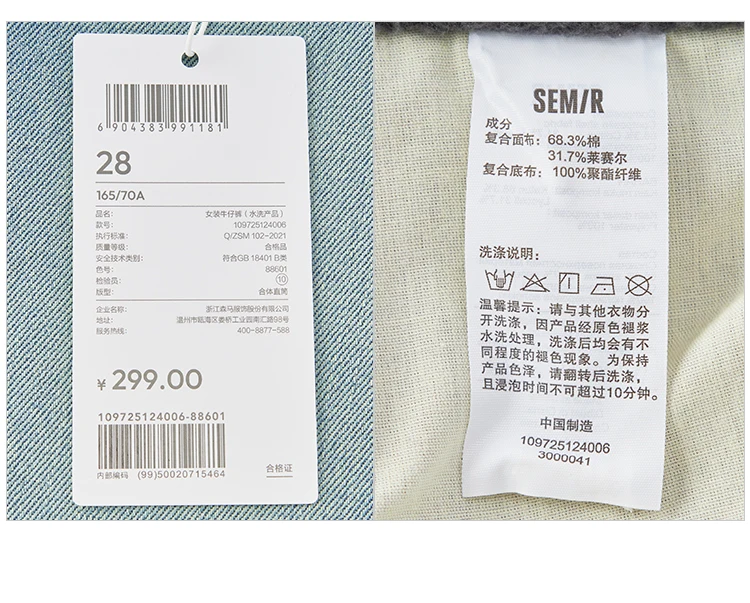 6 904383 991181
28
165/70A
品名: 女装牛仔裤（水洗产品）
款号: 109725124006
执行标准: Q/ZSM 102-2021
质量等级: 合格品
安全技术类别: 符合GB 18401 B类
色号: 88601
检验员: 10
版型: 合体直筒
企业名称: 浙江森马服饰股份有限公司
地址: 温州市瓯海区娄桥工业园南汇路98号
服务热线: 400-8877-588
¥ 299.00
109725124006-88601
内部编码 (99)50020715464
合格证
SEMIR
成分
复合面布: 68.3%棉
31.7%莱赛尔
复合底布: 100%聚酯纤维
洗涤说明:
温馨提示: 请与其他衣物分
开洗涤, 因产品经原色褪浆
水洗处理, 洗涤后均会有不
同程度的褪色现象。为保持
产品色泽, 请翻转后洗涤,
且浸泡时间不可超过10分钟。
中国制造
109725124006
3000041